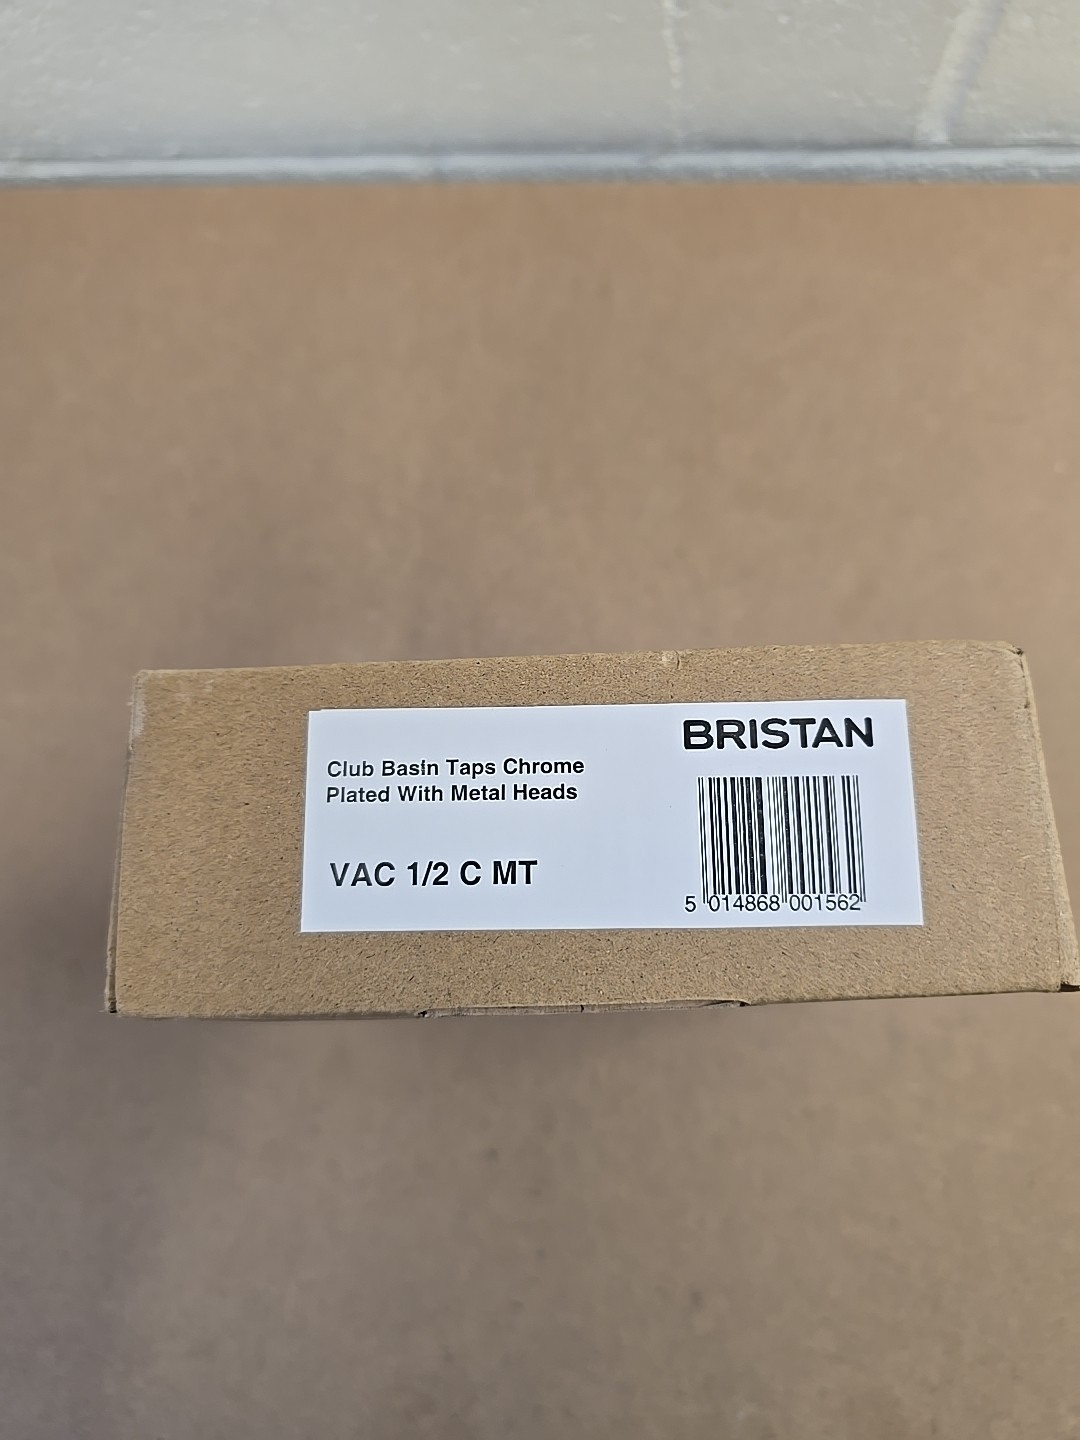 BRISTAN
Club Basin Taps Chrome
Plated With Metal Heads
VAC 1/2 C MT
5 014868 001562